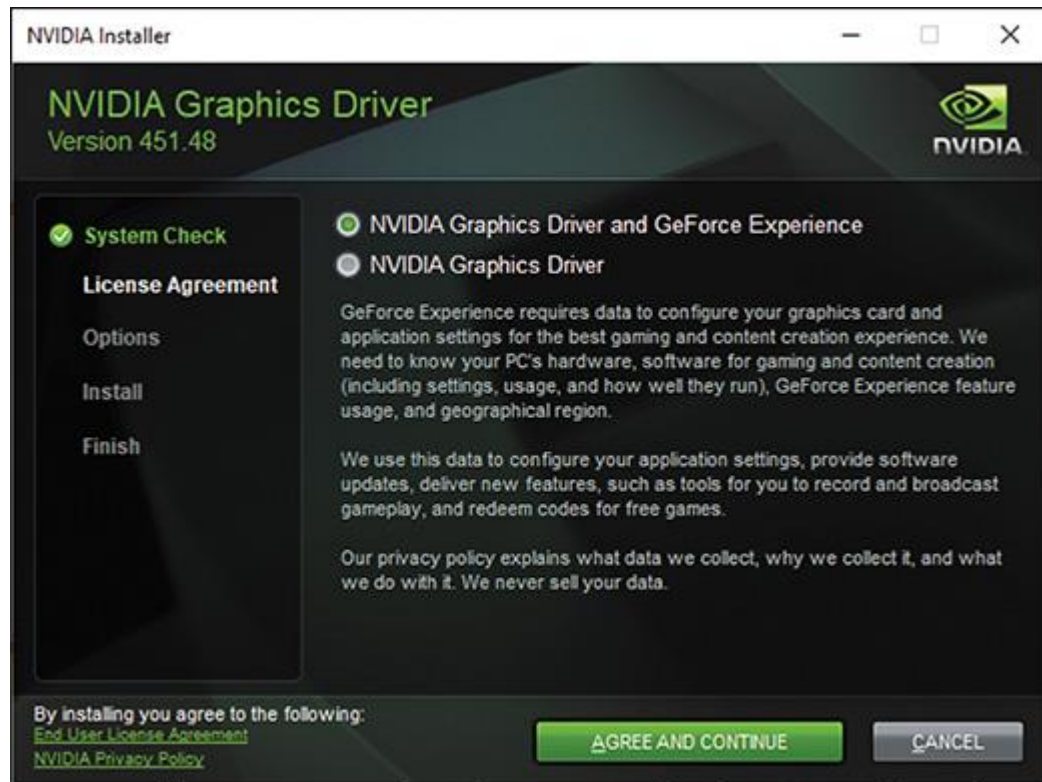 NVIDIA Installer
NVIDIA Graphics Driver
Version 451.48
NVIDIA
System Check
License Agreement
Options
Install
Finish
NVIDIA Graphics Driver and GeForce Experience
NVIDIA Graphics Driver
GeForce Experience requires data to configure your graphics card and
application settings for the best gaming and content creation experience. We
need to know your PC's hardware, software for gaming and content creation
(including settings, usage, and how well they run), GeForce Experience feature
usage, and geographical region.
We use this data to configure your application settings, provide software
updates, deliver new features, such as tools for you to record and broadcast
gameplay, and redeem codes for free games.
Our privacy policy explains what data we collect, why we collect it, and what
we do with it. We never sell your data.
By installing you agree to the following:
End User License Agreement
NVIDIA Privacy Policy
AGREE AND CONTINUE
CANCEL